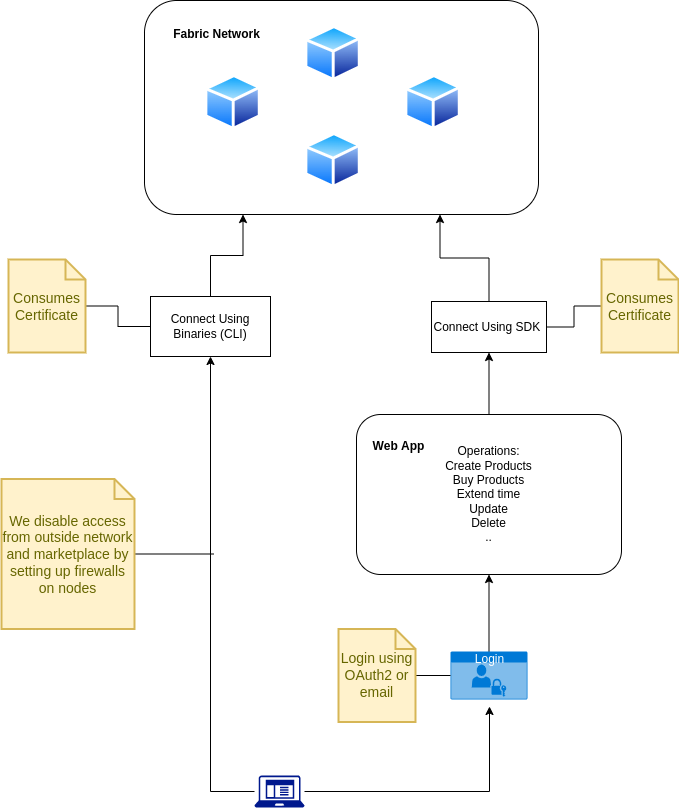 Fabric Network
Consumes
Certificate
Connect Using
Binaries (CLI)
Connect Using SDK
Consumes
Certificate
Web App
Operations:
Create Products
Buy Products
Extend time
Update
Delete
..
We disable access
from outside network
and marketplace by
setting up firewalls
on nodes
Login using
OAuth2 or
email
Login